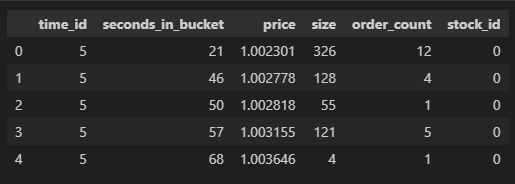 time_id seconds_in_bucket price size order_count stock_id
0 5 21 1.002301 326 12 0
1 5 46 1.002778 128 4 0
2 5 50 1.002818 55 1 0
3 5 57 1.003155 121 5 0
4 5 68 1.003646 4 1 0